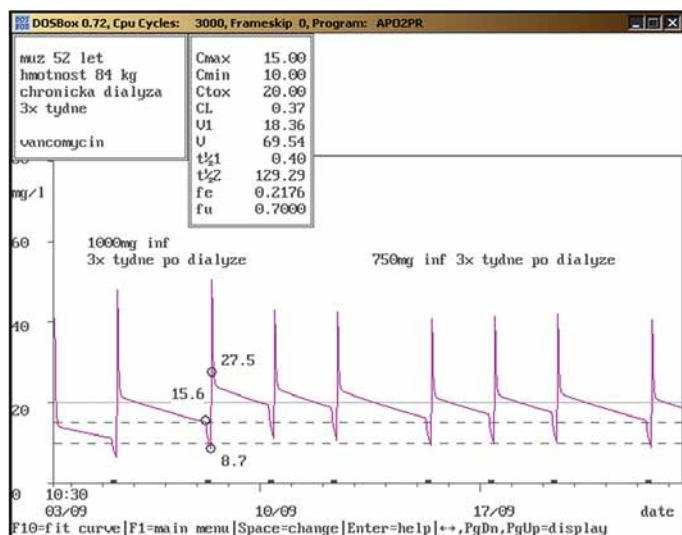 DOSBox 0.72, Cpu Cycles: 3000, Frameskip 0, Program: APO2PR
muz 52 let
hmotnost 84 kg
chronicka dialyza
3x tydne
vancomycin
Cmax 15.00
Cmin 10.00
Ctox 20.00
CL 0.37
V1 18.36
V 69.54
t½1 0.40
t½2 129.29
fe 0.2176
fu 0.7000
mg/l
60
40
20
0
1000mg inf
3x tydne po dialyze
750mg inf 3x tydne po dialyze
27.5
15.6
8.7
10:30
03/09 10/09 17/09 date
F10=fit curve|F1=main menu|Space=change|Enter=help|↔,PgDn,PgUp=display